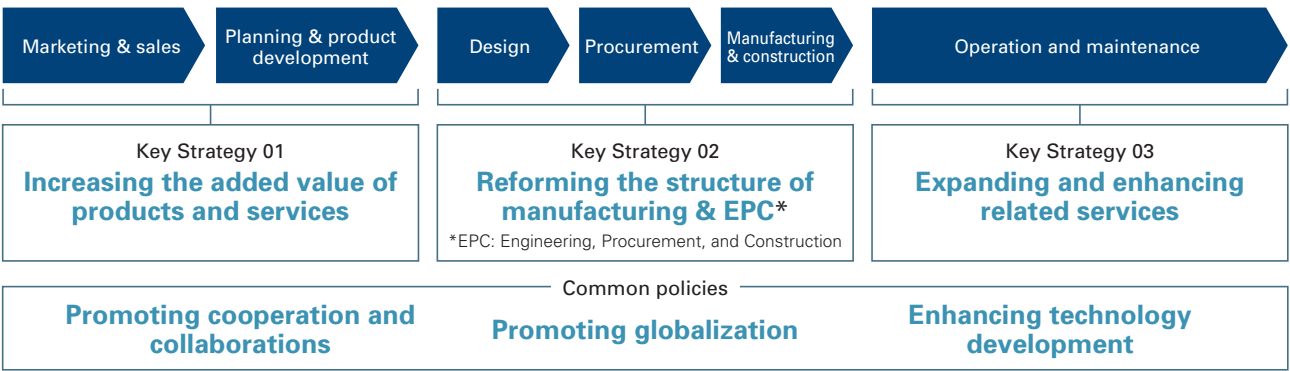 Marketing & sales
Planning & product
development
Design
Procurement
Manufacturing
& construction
Operation and maintenance
Key Strategy 01
Increasing the added value of
products and services
Key Strategy 02
Reforming the structure of
manufacturing & EPC*
*EPC: Engineering, Procurement, and Construction
Key Strategy 03
Expanding and enhancing
related services
Common policies
Promoting cooperation and
collaborations
Promoting globalization
Enhancing technology
development